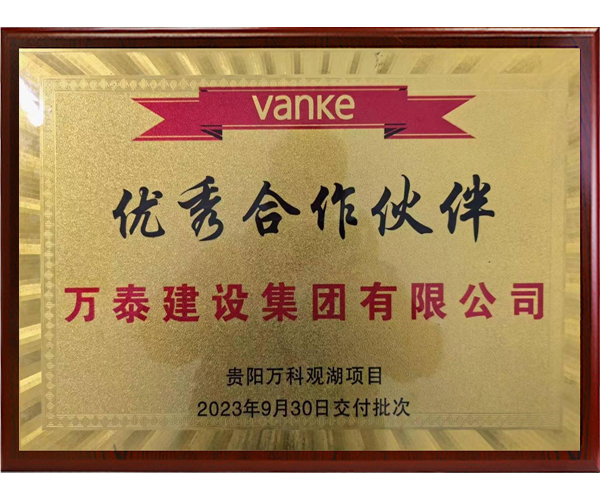 vanke
优秀合作伙伴
万泰建设集团有限公司
贵阳万科观湖项目
2023年9月30日交付批次